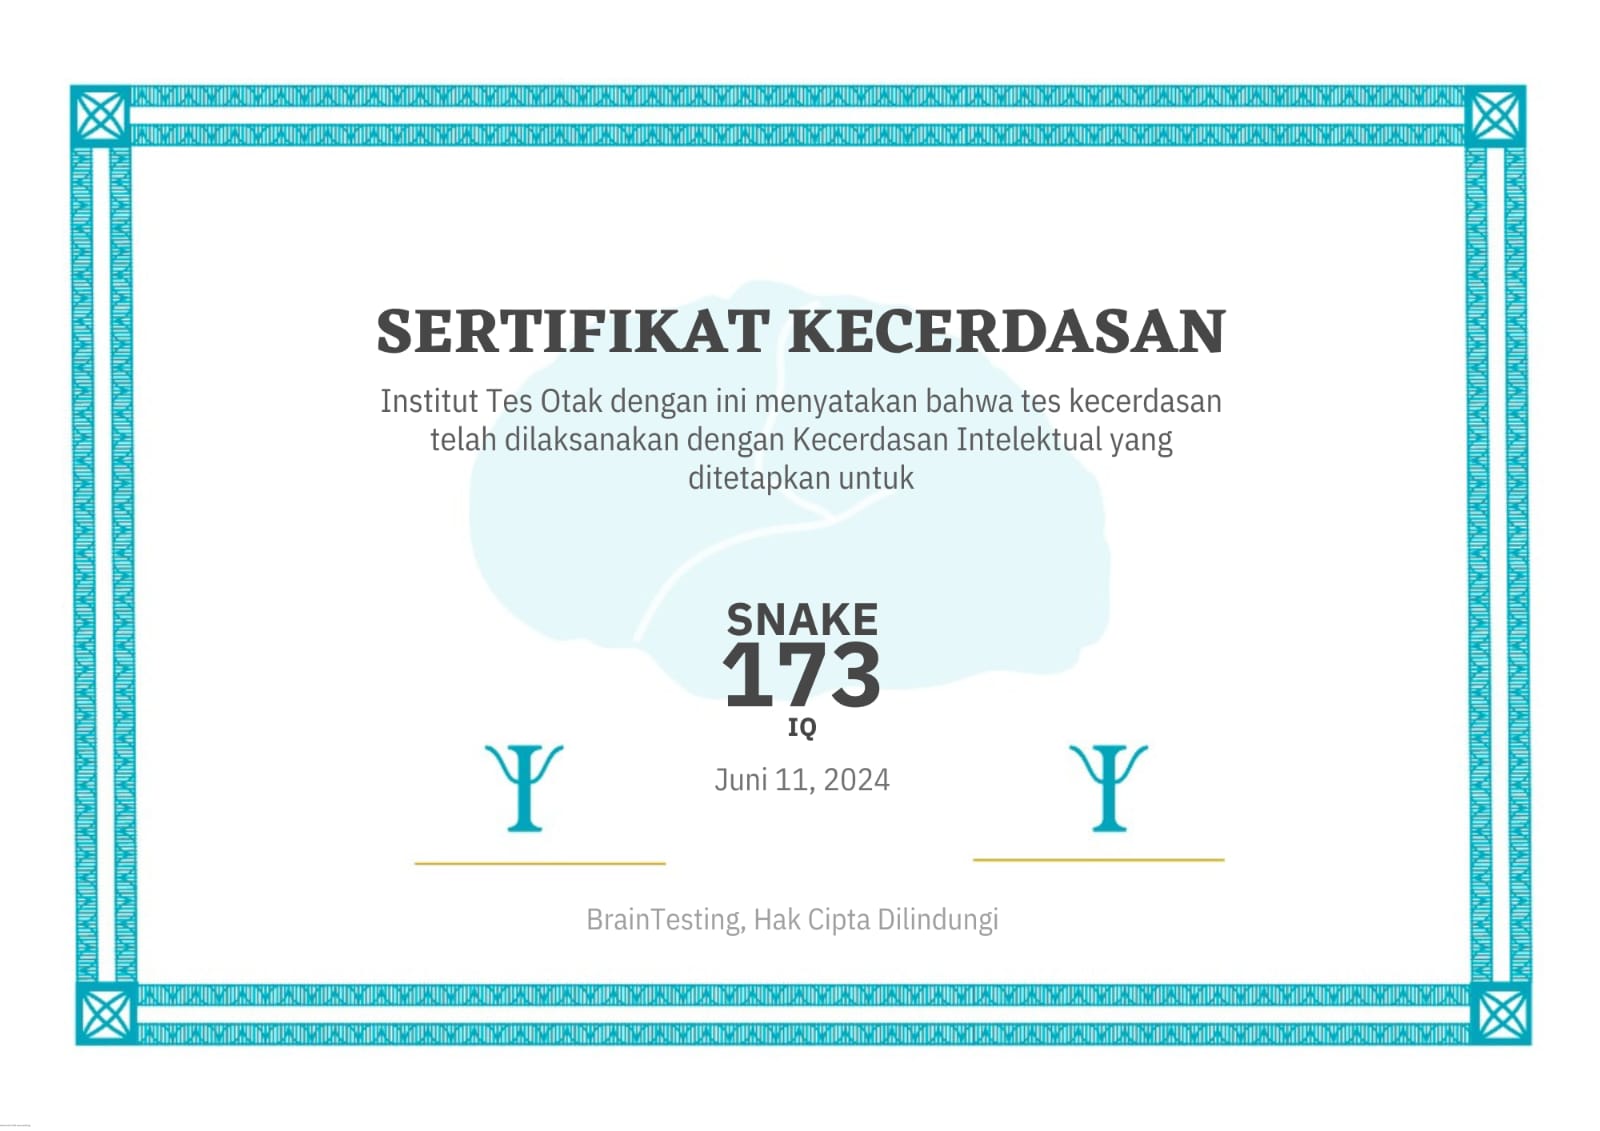 SERTIFIKAT KECERDASAN
Institut Tes Otak dengan ini menyatakan bahwa tes kecerdasan
telah dilaksanakan dengan Kecerdasan Intelektual yang
ditetapkan untuk
SNAKE
173
IQ
Juni 11, 2024
BrainTesting, Hak Cipta Dilindungi